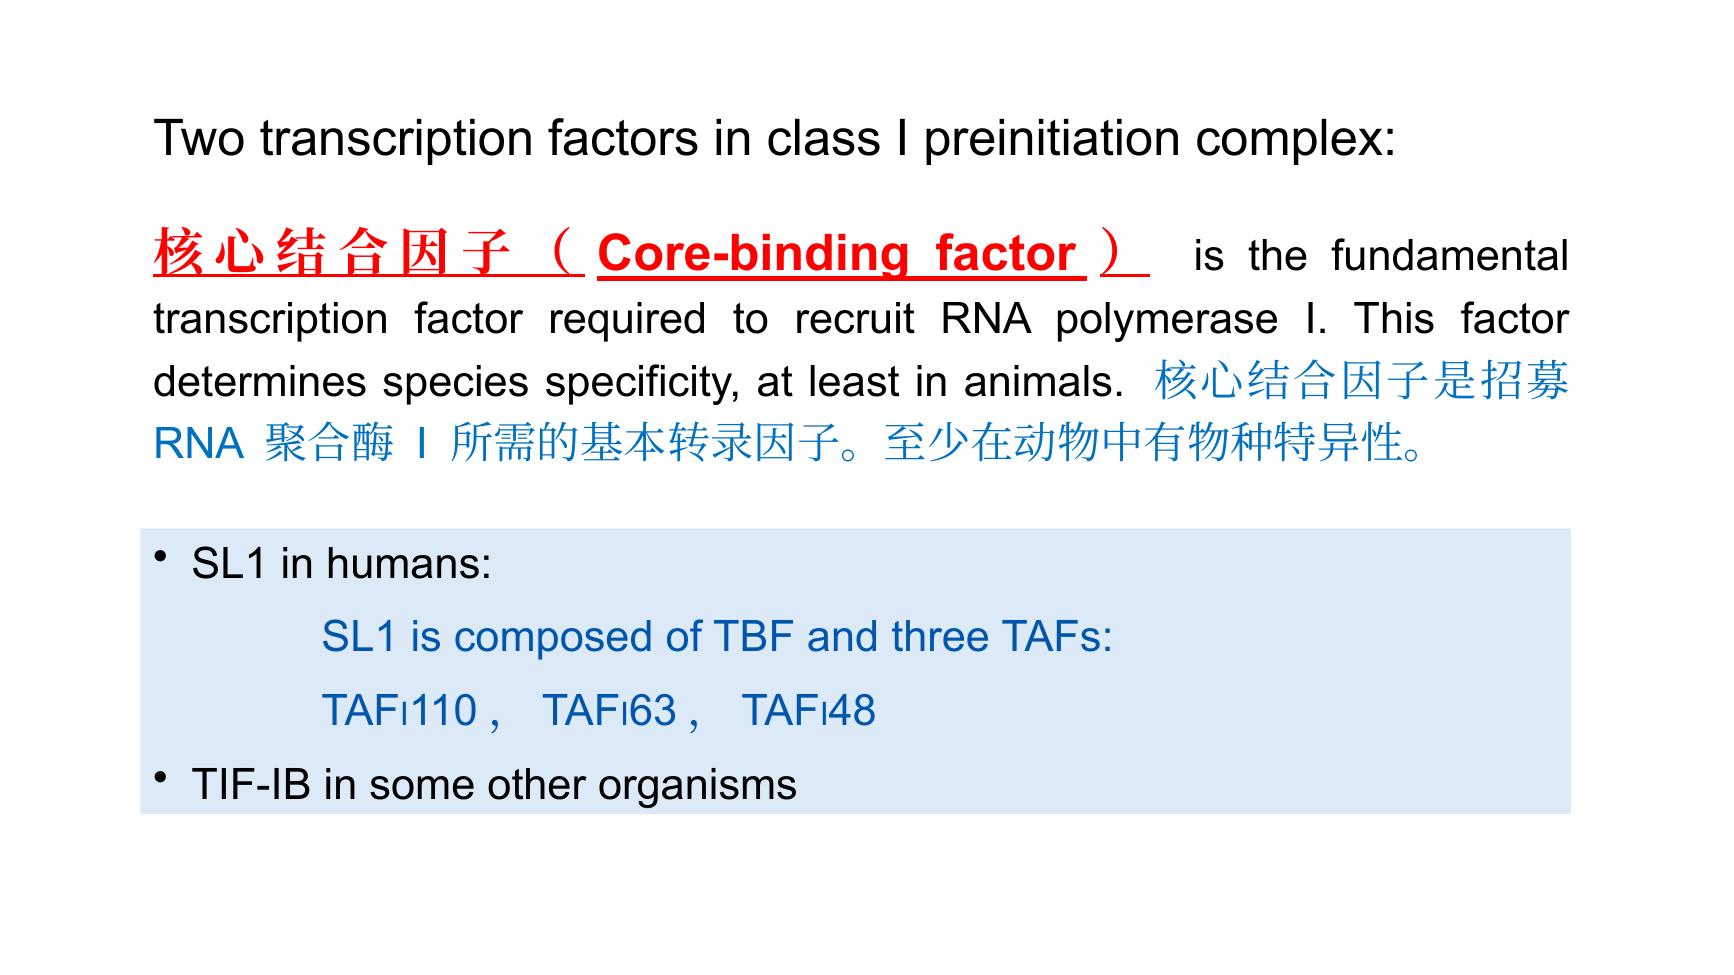 Two transcription factors in class I preinitiation complex:
核心结合因子（Core-binding factor） is the fundamental
transcription factor required to recruit RNA polymerase I. This factor
determines species specificity, at least in animals. 核心结合因子是招募
RNA 聚合酶 I 所需的基本转录因子。至少在动物中有物种特异性。
• SL1 in humans:
SL1 is composed of TBF and three TAFs:
TAFI110， TAFI63， TAFI48
• TIF-IB in some other organisms